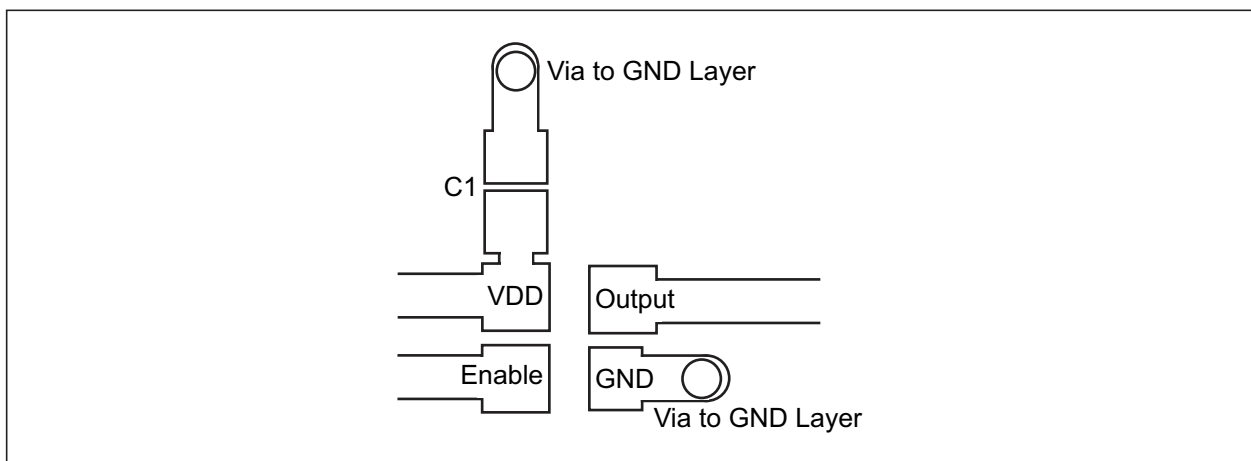 Via to GND Layer
C1
VDD
Output
Enable
GND
Via to GND Layer